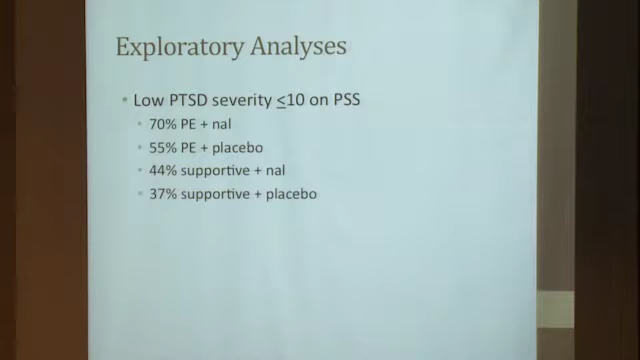 Exploratory Analyses
• Low PTSD severity ≤10 on PSS
• 70% PE + nal
• 55% PE + placebo
• 44% supportive + nal
• 37% supportive + placebo